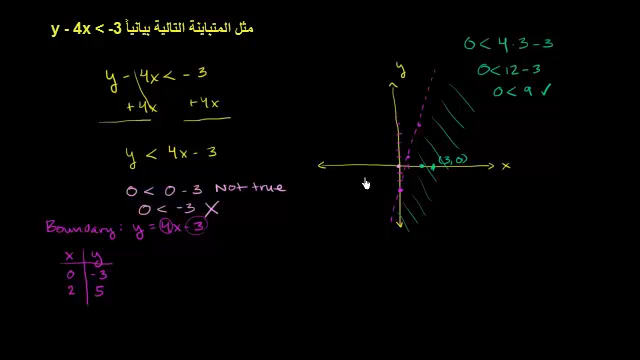 مثل المتباينة التالية بيانياً y - 4x < -3
y - 4x < - 3
+4x +4x
y < 4x - 3
0 < 0 - 3 Not true
0 < -3 X
Boundary: y = 4x - 3
x y
0 -3
2 5
0 < 4 · 3 - 3
0 < 12 - 3
0 < 9 ✓
y
(3,0)
x